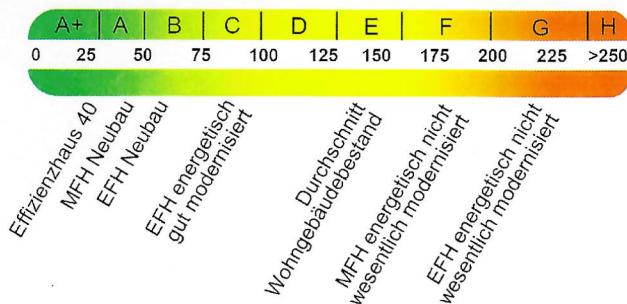 A+ A B C D E F G H
0 25 50 75 100 125 150 175 200 225 >250
Effizienzhaus 40
MFH Neubau
EFH Neubau
EFH energetisch
gut modernisiert
Durchschnitt
Wohngebäudebestand
MFH energetisch nicht
wesentlich modernisiert
EFH energetisch nicht
wesentlich modernisiert